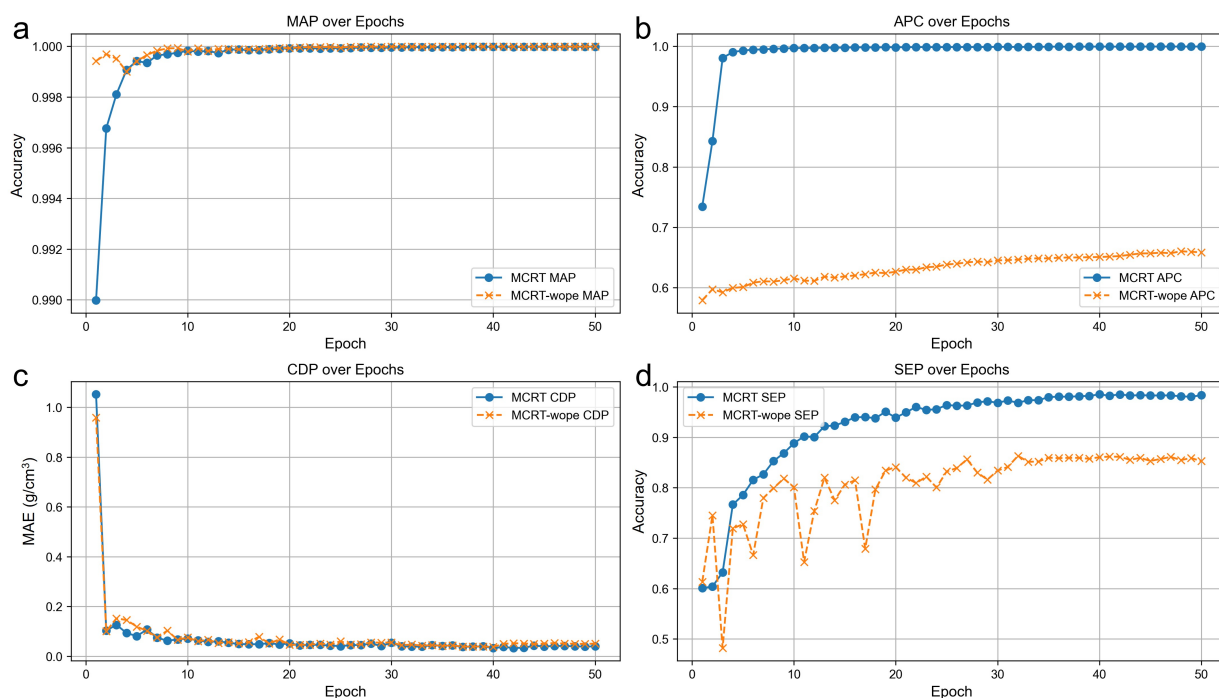 a
MAP over Epochs
Accuracy
1.000
0.998
0.996
0.994
0.992
0.990
MCRT MAP
MCRT-wope MAP
0 10 20 30 40 50
Epoch
b
APC over Epochs
Accuracy
1.0
0.9
0.8
0.7
0.6
MCRT APC
MCRT-wope APC
0 10 20 30 40 50
Epoch
c
CDP over Epochs
MAE (g/cm³)
1.0
0.8
0.6
0.4
0.2
0.0
MCRT CDP
MCRT-wope CDP
0 10 20 30 40 50
Epoch
d
SEP over Epochs
Accuracy
1.0
0.9
0.8
0.7
0.6
0.5
MCRT SEP
MCRT-wope SEP
0 10 20 30 40 50
Epoch